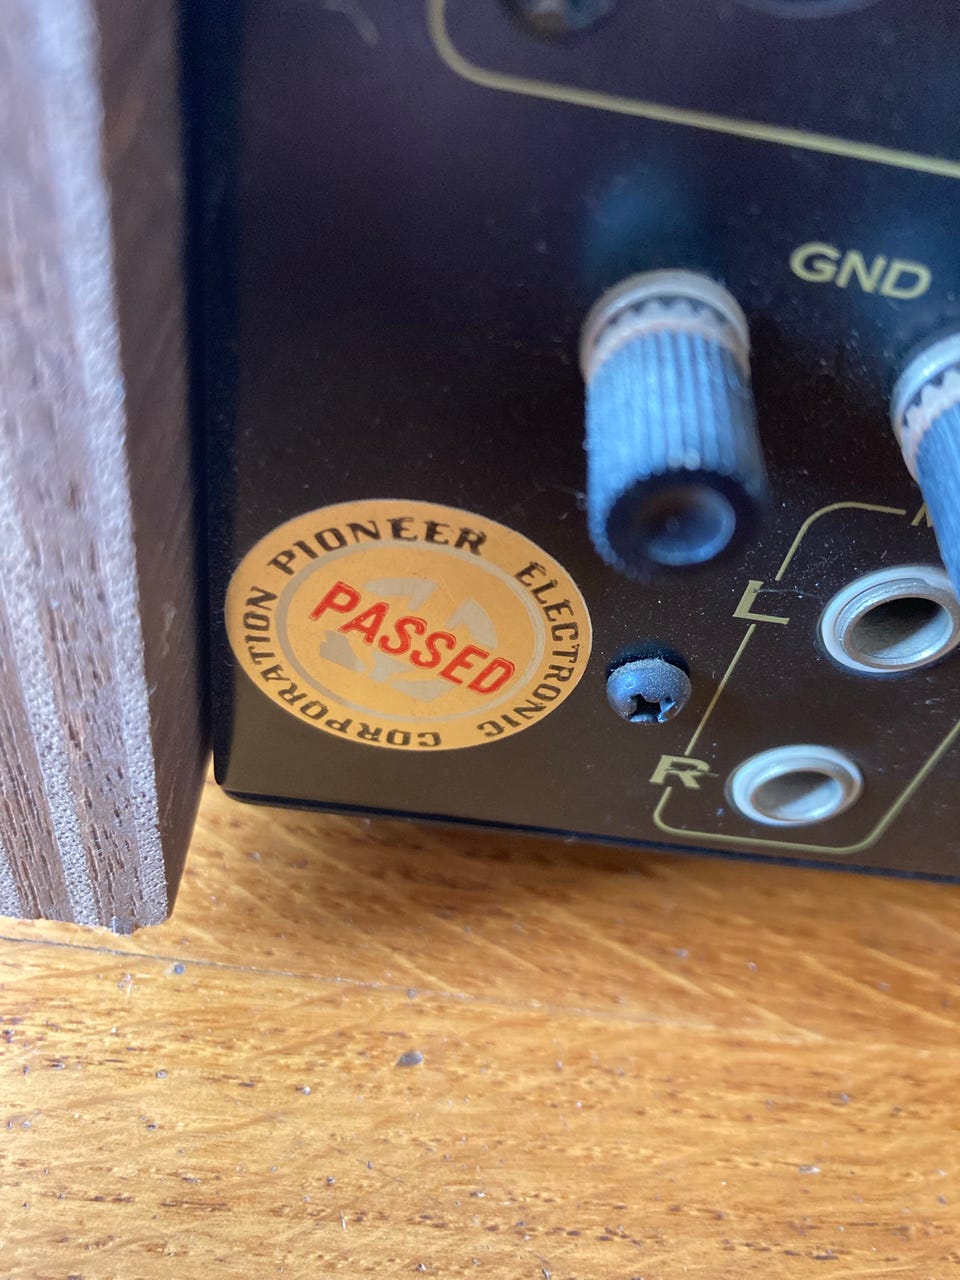 GND
PIONEER ELECTRONIC CORPORATION
PASSED
L
R